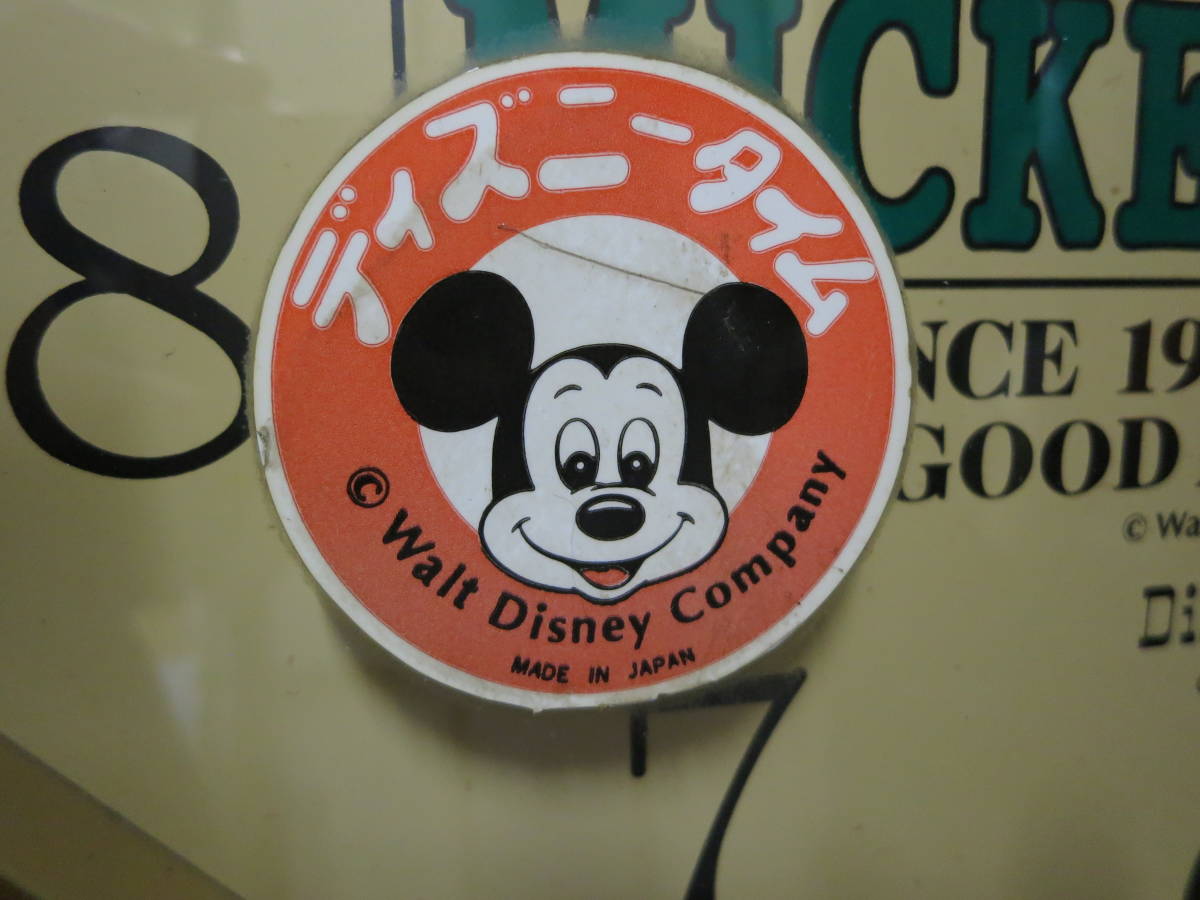 MICKE
8
ディズニータイム
NCE 19
GOOD
© Wa
© Walt Disney Company
Di
MADE IN JAPAN
7